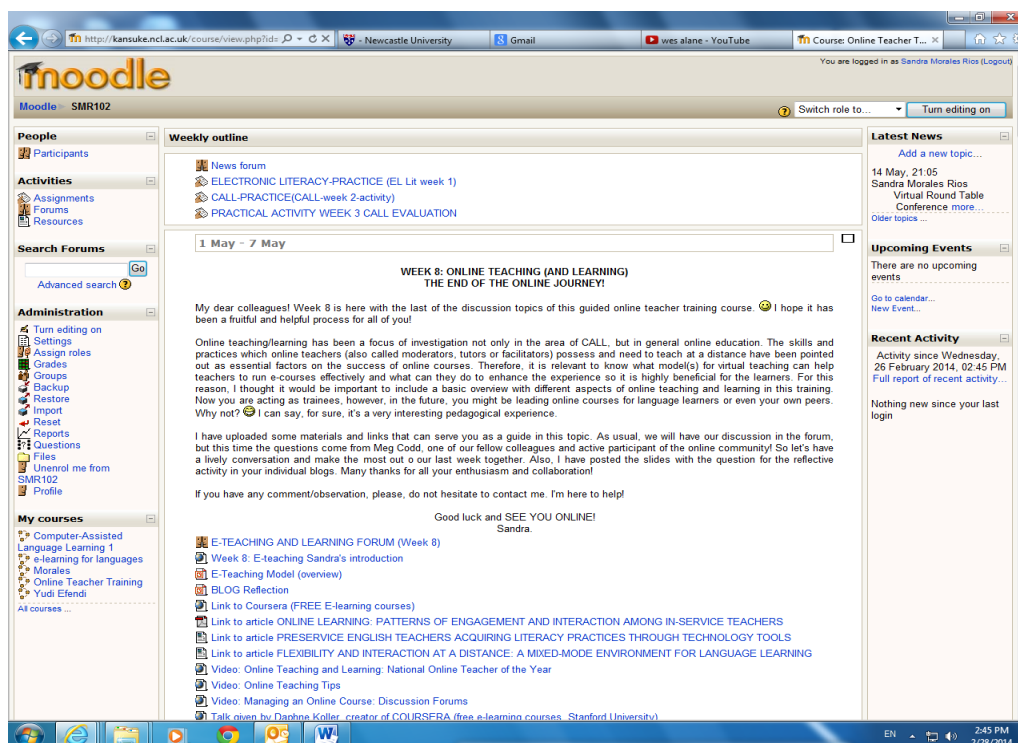 http://kansuke.ncl.ac.uk/course/view.php?id=
- Newcastle University
Gmail
wes alane - YouTube
Course: Online Teacher T...
moodle
You are logged in as Sandra Morales Rios (Logout)
Moodle ► SMR102
Switch role to...
Turn editing on
People
Participants
Activities
Assignments
Forums
Resources
Search Forums
Go
Advanced search
Administration
Turn editing on
Settings
Assign roles
Grades
Groups
Backup
Restore
Import
Reset
Reports
Questions
Files
Unenrol me from
SMR102
Profile
My courses
Computer-Assisted
Language Learning 1
e-learning for languages
Morales
Online Teacher Training
Yudi Efendi
All courses ...
Weekly outline
News forum
ELECTRONIC LITERACY-PRACTICE (EL Lit week 1)
CALL-PRACTICE(CALL-week 2-activity)
PRACTICAL ACTIVITY WEEK 3 CALL EVALUATION
1 May - 7 May
WEEK 8: ONLINE TEACHING (AND LEARNING)
THE END OF THE ONLINE JOURNEY!
My dear colleagues! Week 8 is here with the last of the discussion topics of this guided online teacher training course. I hope it has
been a fruitful and helpful process for all of you!
Online teaching/learning has been a focus of investigation not only in the area of CALL, but in general online education. The skills and
practices which online teachers (also called moderators, tutors or facilitators) possess and need to teach at a distance have been pointed
out as essential factors on the success of online courses. Therefore, it is relevant to know what model(s) for virtual teaching can help
teachers to run e-courses effectively and what can they do to enhance the experience so it is highly beneficial for the learners. For this
reason, I thought it would be important to include a basic overview with different aspects of online teaching and learning in this training.
Now you are acting as trainees, however, in the future, you might be leading online courses for language learners or even your own peers.
Why not? I can say, for sure, it's a very interesting pedagogical experience.
I have uploaded some materials and links that can serve you as a guide in this topic. As usual, we will have our discussion in the forum,
but this time the questions come from Meg Codd, one of our fellow colleagues and active participant of the online community! So let's have
a lively conversation and make the most out o our last week together. Also, I have posted the slides with the question for the reflective
activity in your individual blogs. Many thanks for all your enthusiasm and collaboration!
If you have any comment/observation, please, do not hesitate to contact me. I'm here to help!
Good luck and SEE YOU ONLINE!
Sandra.
E-TEACHING AND LEARNING FORUM (Week 8)
Week 8: E-teaching Sandra's introduction
E-Teaching Model (overview)
BLOG Reflection
Link to Coursera (FREE E-learning courses)
Link to article ONLINE LEARNING: PATTERNS OF ENGAGEMENT AND INTERACTION AMONG IN-SERVICE TEACHERS
Link to article PRESERVICE ENGLISH TEACHERS ACQUIRING LITERACY PRACTICES THROUGH TECHNOLOGY TOOLS
Link to article FLEXIBILITY AND INTERACTION AT A DISTANCE: A MIXED-MODE ENVIRONMENT FOR LANGUAGE LEARNING
Video: Online Teaching and Learning: National Online Teacher of the Year
Video: Online Teaching Tips
Video: Managing an Online Course: Discussion Forums
Talk given by Daphne Koller, creator of COURSERA (free e-learning courses, Stanford University)
Latest News
Add a new topic...
14 May, 21:05
Sandra Morales Rios
Virtual Round Table
Conference more...
Older topics ...
Upcoming Events
There are no upcoming
events
Go to calendar...
New Event...
Recent Activity
Activity since Wednesday,
26 February 2014, 02:45 PM
Full report of recent activity...
Nothing new since your last
login
EN
2:45 PM
2/28/2014